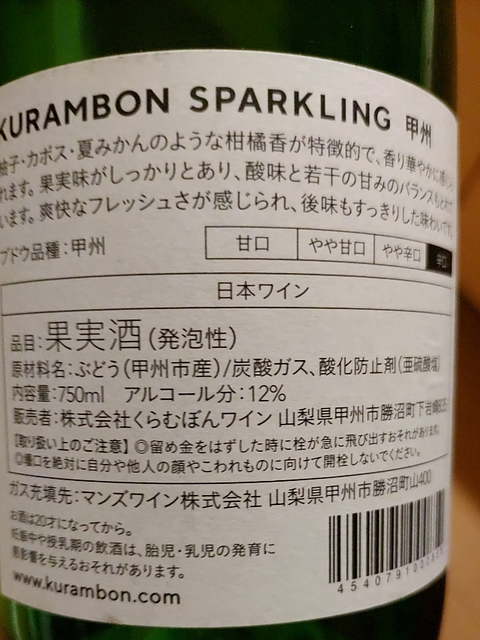 KURAMBON SPARKLING 甲州
柚子・カボス・夏みかんのような柑橘香が特徴的で、香り華やかに
れます。果実味がしっかりとあり、酸味と若干の甘みのバランスも
います。爽快なフレッシュさが感じられ、後味もすっきりした味わいです。
ブドウ品種：甲州
甘口 やや甘口 やや辛口 辛口
日本ワイン
品目：果実酒（発泡性）
原材料名：ぶどう（甲州市産）/炭酸ガス、酸化防止剤（亜硫酸塩）
内容量：750ml アルコール分：12%
販売者：株式会社くらむぼんワイン 山梨県甲州市勝沼町下岩崎835
【取り扱い上のご注意】◎留め金をはずした時に栓が急に飛び出すおそれがあります。
◎壜口を絶対に自分や他人の顔やこわれものに向けて開栓しないでください。
ガス充填先：マンズワイン株式会社 山梨県甲州市勝沼町山400
お酒は20才になってから。
妊娠中や授乳期の飲酒は、胎児・乳児の発育に
悪影響を与えるおそれがあります。
www.kurambon.com
4 540791000